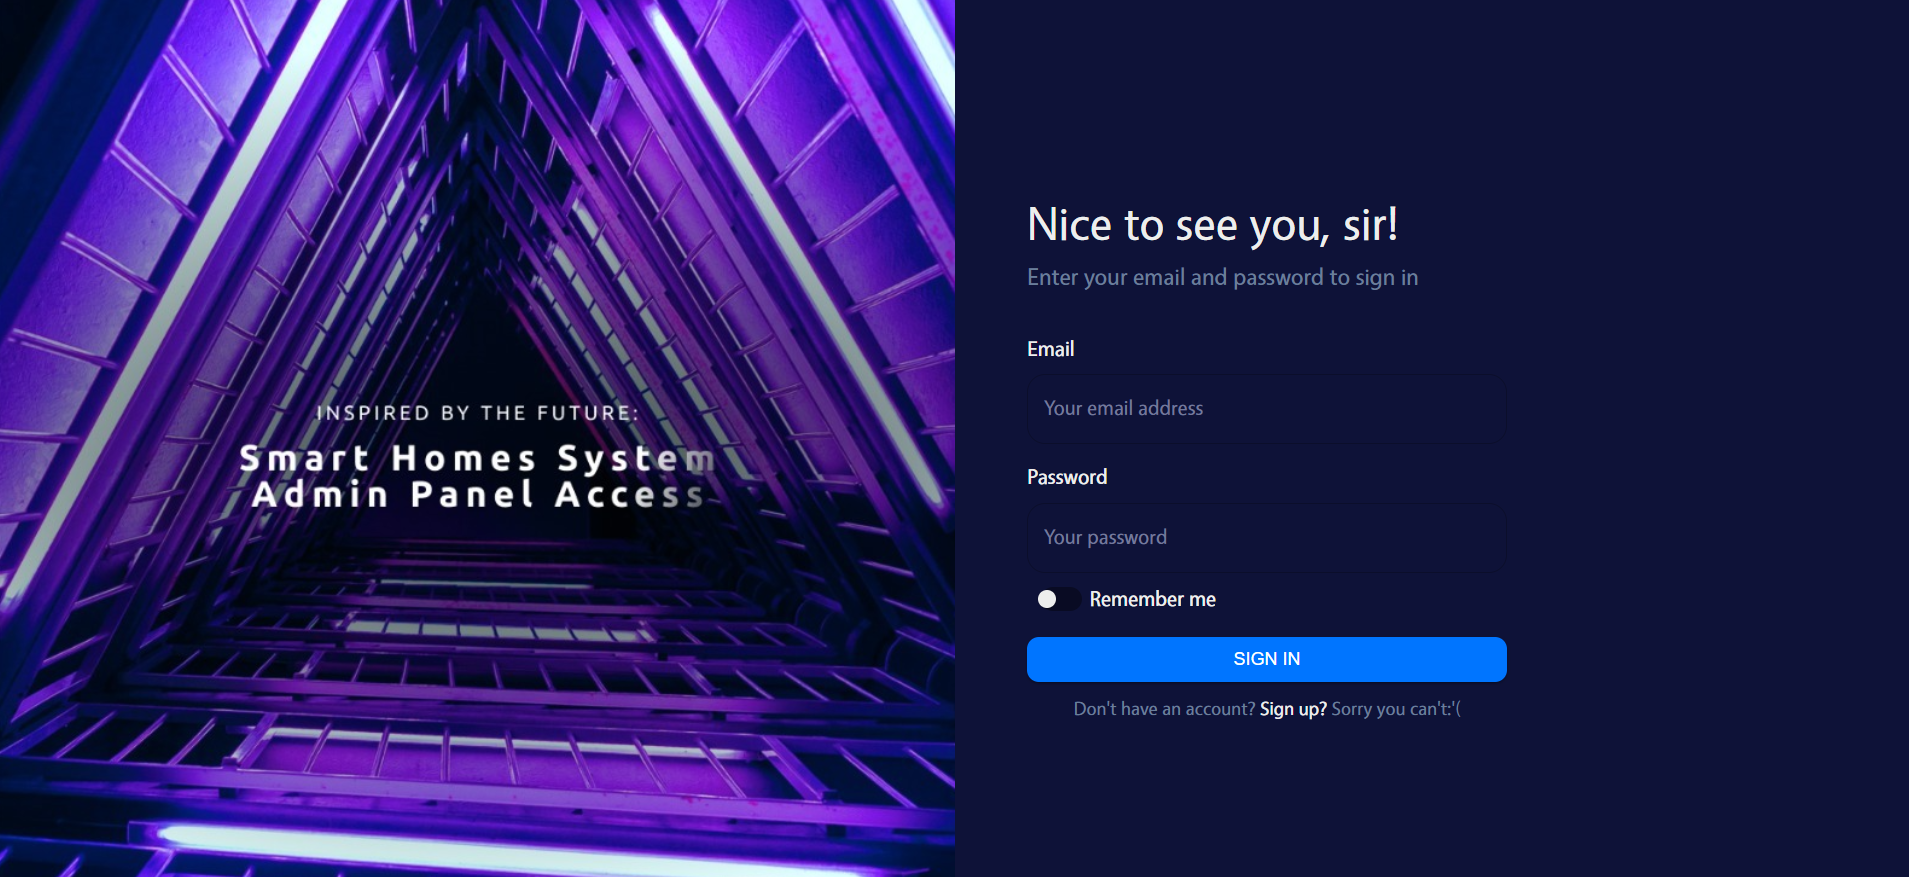 INSPIRED BY THE FUTURE:
Smart Homes System
Admin Panel Access
Nice to see you, sir!
Enter your email and password to sign in
Email
Your email address
Password
Your password
Remember me
SIGN IN
Don't have an account? Sign up? Sorry you can't:'(